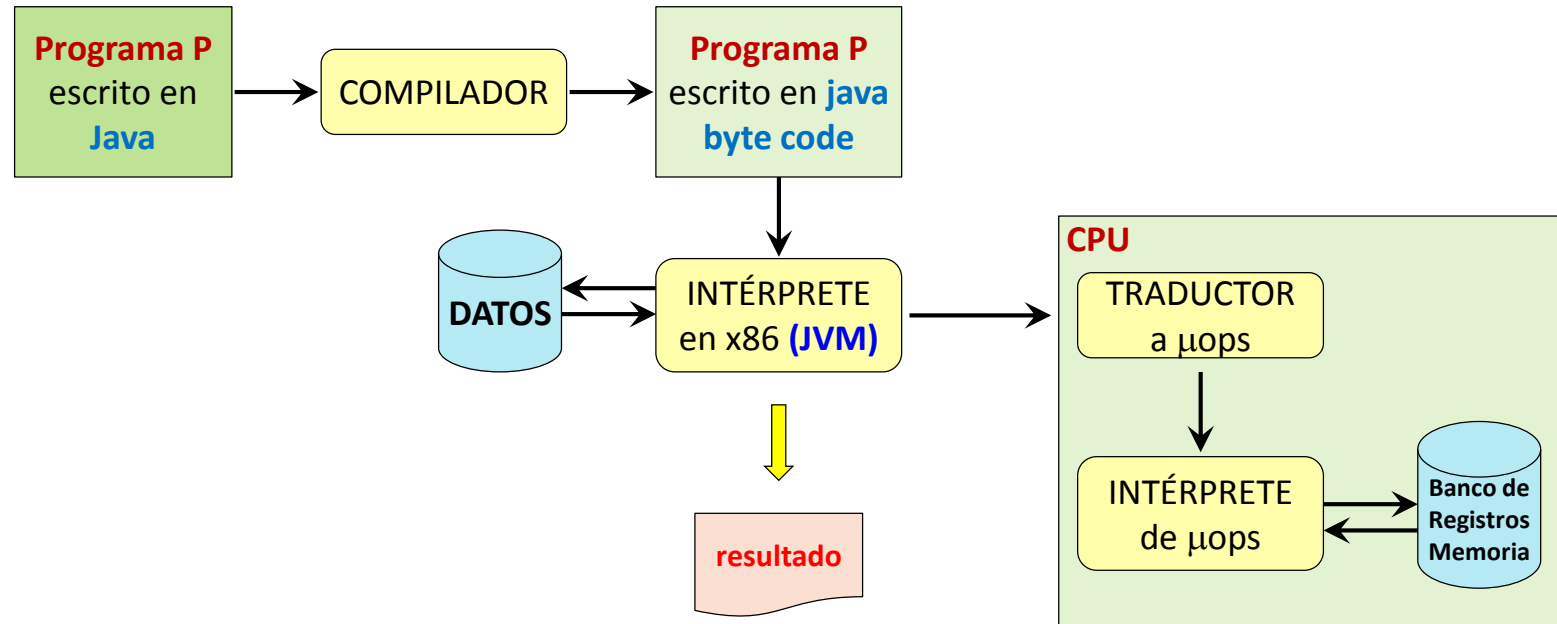 Programa P
escrito en
Java
COMPILADOR
Programa P
escrito en java
byte code
DATOS
INTÉRPRETE
en x86 (JVM)
resultado
CPU
TRADUCTOR
a μops
INTÉRPRETE
de μops
Banco de
Registros
Memoria